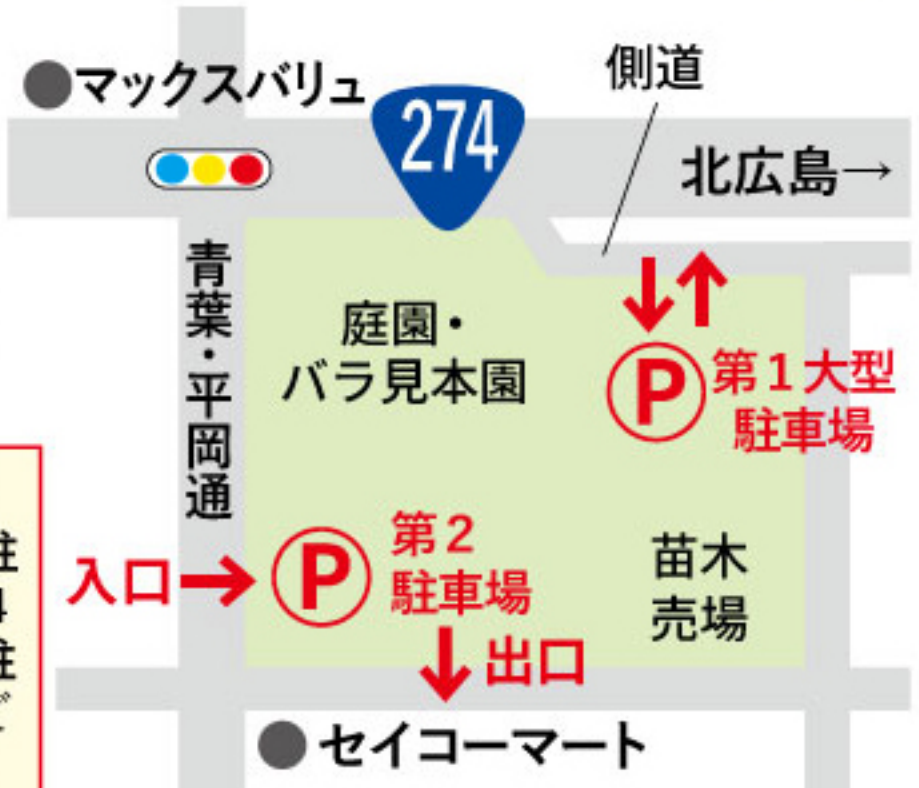 ●マックスバリュ
側道
274
北広島→
青葉・平岡通
庭園・
バラ見本園
P
第1大型
駐車場
入口→
P
第2
駐車場
苗木
売場
出口
●セイコーマート